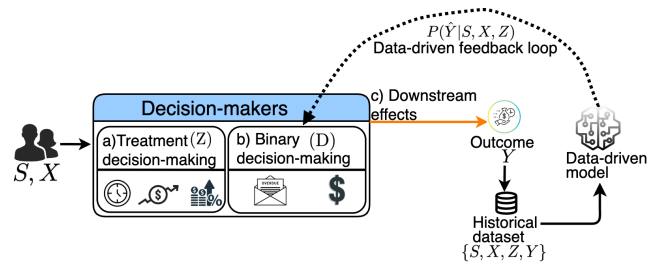 P(Ŷ|S, X, Z)
Data-driven feedback loop
Decision-makers
c) Downstream
effects
a)Treatment(Z)
decision-making
b) Binary (D)
decision-making
S, X
OVERDUE
Outcome
Y
Data-driven
model
Historical
dataset
{S, X, Z, Y}